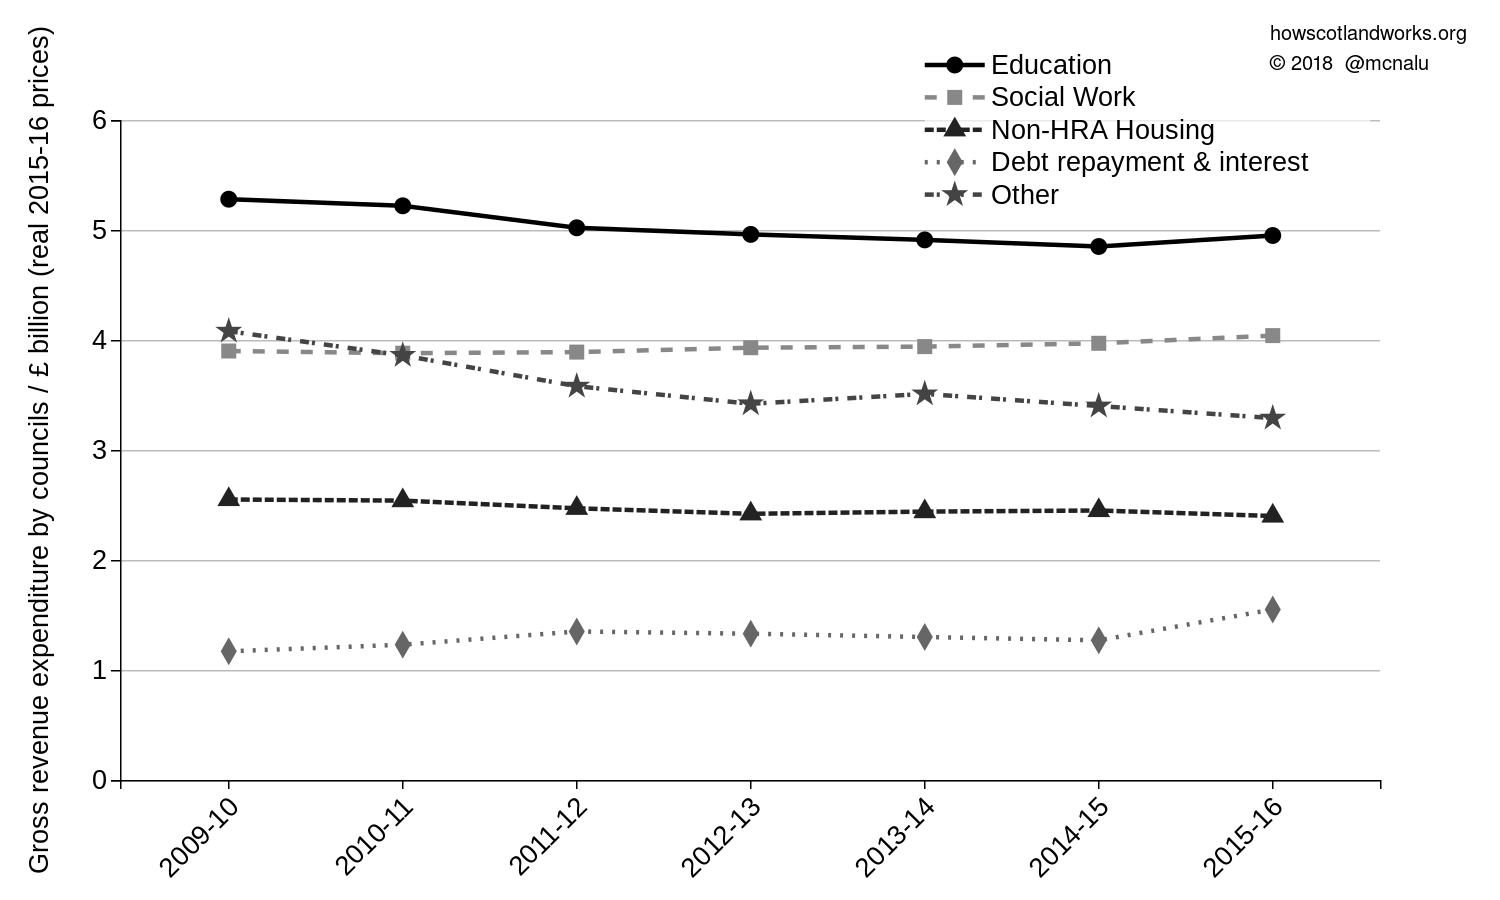 howscotlandworks.org
© 2018 @mcnalu
Education
Social Work
Non-HRA Housing
Debt repayment & interest
Other
Gross revenue expenditure by councils / £ billion (real 2015-16 prices)
6
5
4
3
2
1
0
2009-10
2010-11
2011-12
2012-13
2013-14
2014-15
2015-16